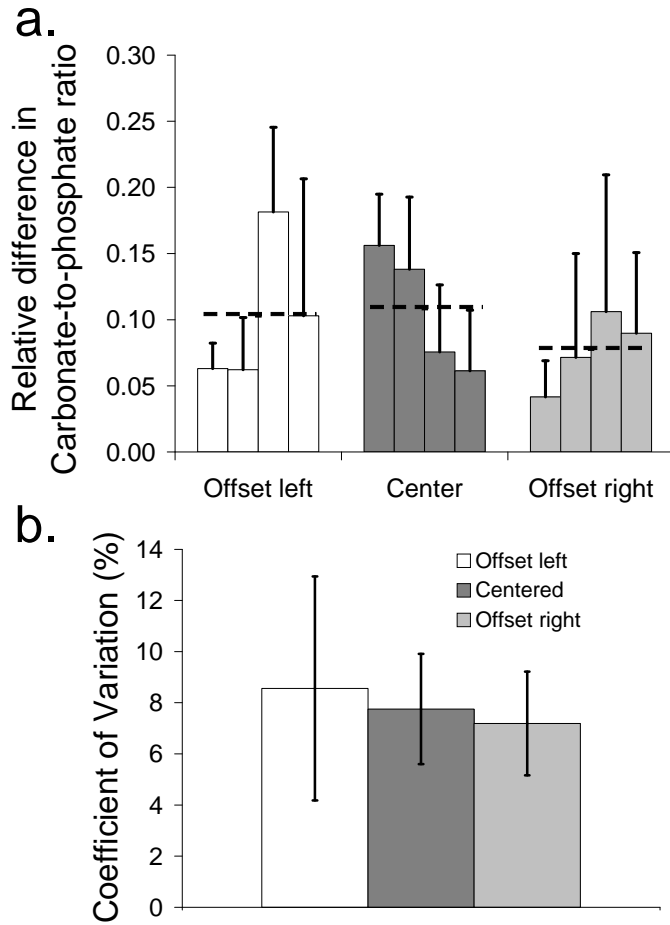 a.
Relative difference in
Carbonate-to-phosphate ratio
0.30
0.25
0.20
0.15
0.10
0.05
0.00
Offset left
Center
Offset right
b.
Coefficient of Variation (%)
14
12
10
8
6
4
2
0
Offset left
Centered
Offset right